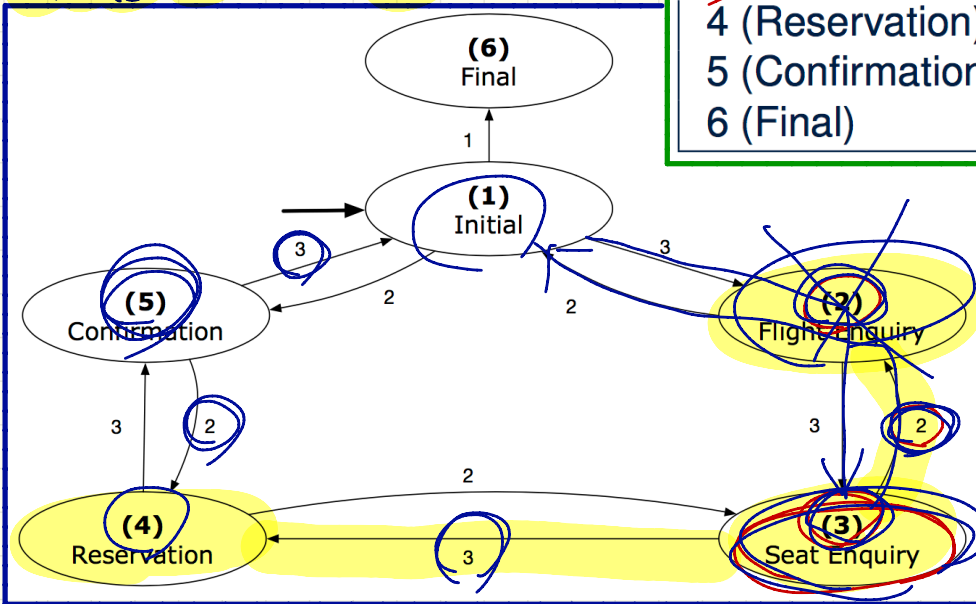 4 (Reservation)
5 (Confirmation
6 (Final)
(6)
Final
1
(1)
Initial
3
3
2
2
(5)
Confirmation
(2)
Flight Enquiry
3
2
3
2
2
(4)
Reservation
3
(3)
Seat Enquiry